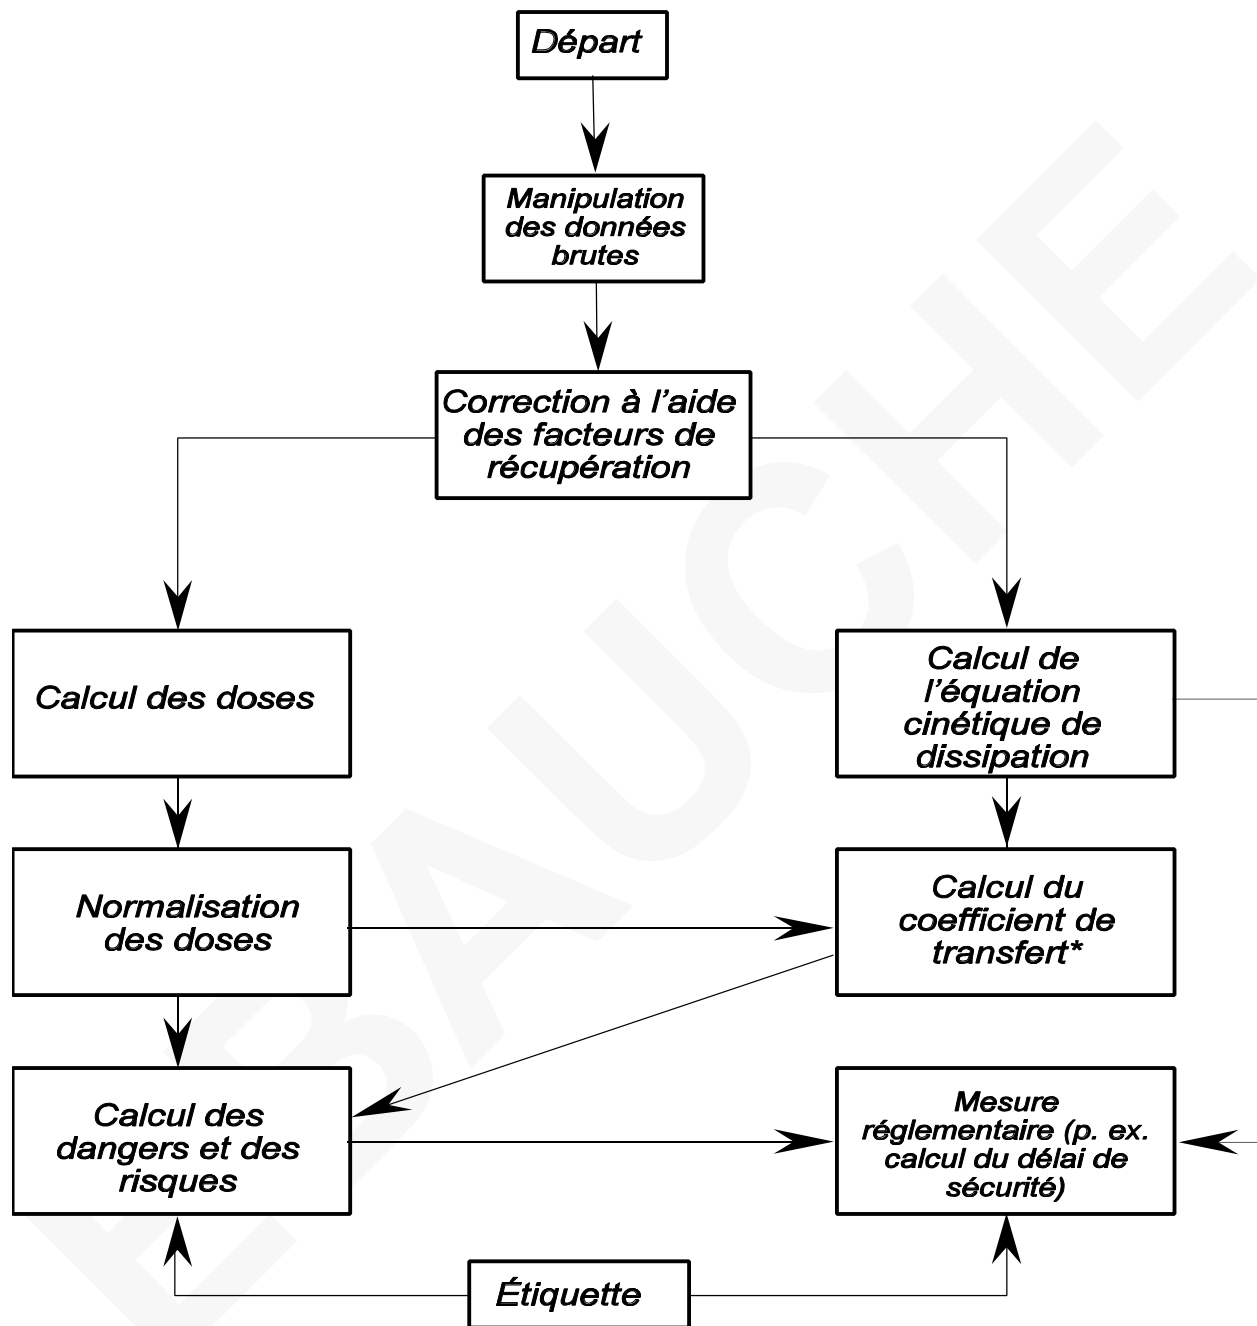 Départ
Manipulation
des données
brutes
Correction à l'aide
des facteurs de
récupération
Calcul des doses
Calcul de
l'équation
cinétique de
dissipation
Normalisation
des doses
Calcul du
coefficient de
transfert*
Calcul des
dangers et des
risques
Mesure
réglementaire (p. ex.
calcul du délai de
sécurité)
Étiquette
EBAUCHE